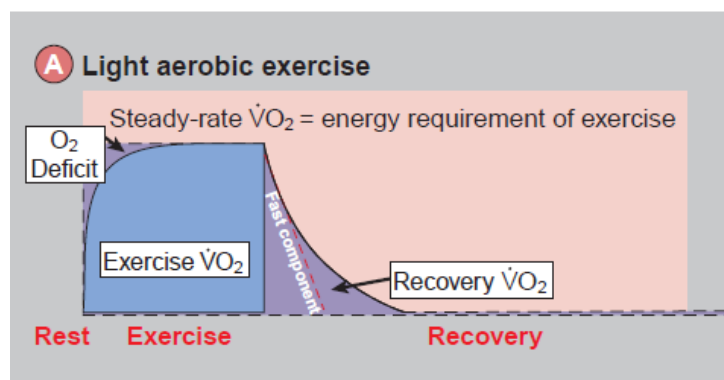 A Light aerobic exercise
Steady-rate V̇O₂ = energy requirement of exercise
O₂
Deficit
Fast component
Exercise V̇O₂
Recovery V̇O₂
Rest Exercise Recovery